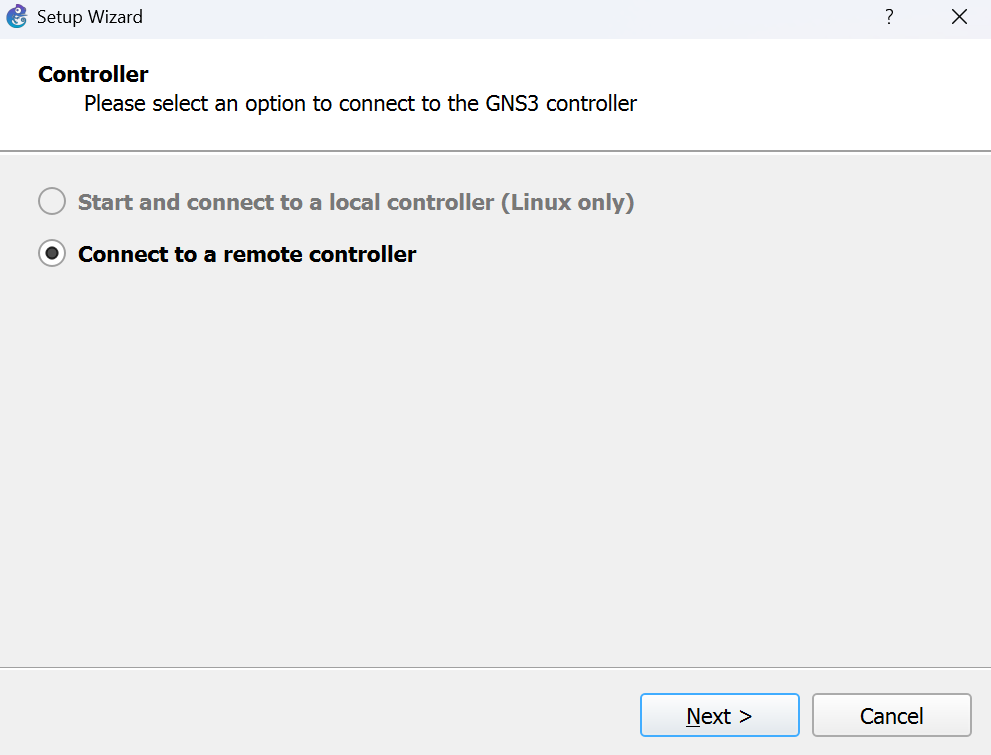 Setup Wizard
?
Controller
Please select an option to connect to the GNS3 controller
Start and connect to a local controller (Linux only)
Connect to a remote controller
Next >
Cancel